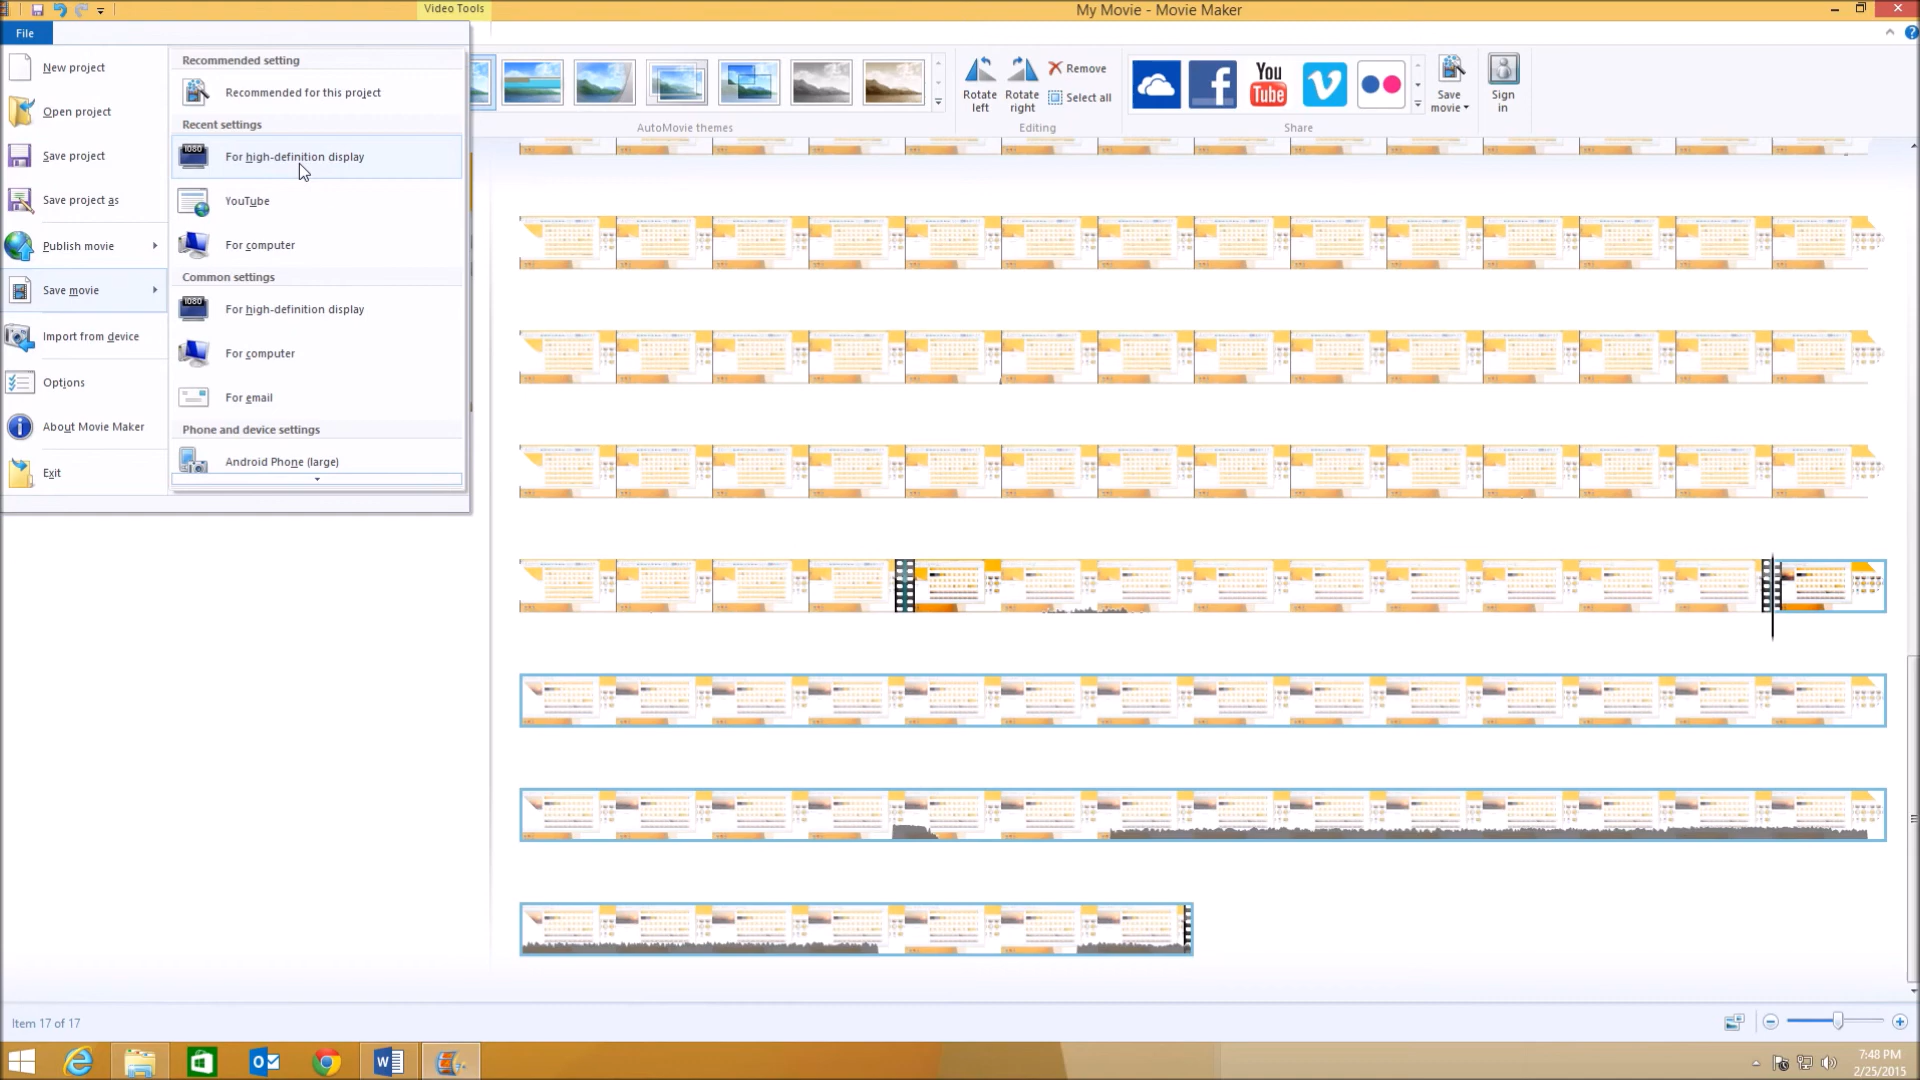 Video Tools
My Movie - Movie Maker
File
New project
Open project
Save project
Save project as
Publish movie
Save movie
Import from device
Options
About Movie Maker
Exit
Recommended setting
Recommended for this project
Recent settings
1080
For high-definition display
YouTube
For computer
Common settings
1080
For high-definition display
For computer
For email
Phone and device settings
Android Phone (large)
AutoMovie themes
Rotate left
Rotate right
Remove
Select all
Editing
You Tube
Share
Save movie
Sign in
Item 17 of 17
7:48 PM
2/25/2015